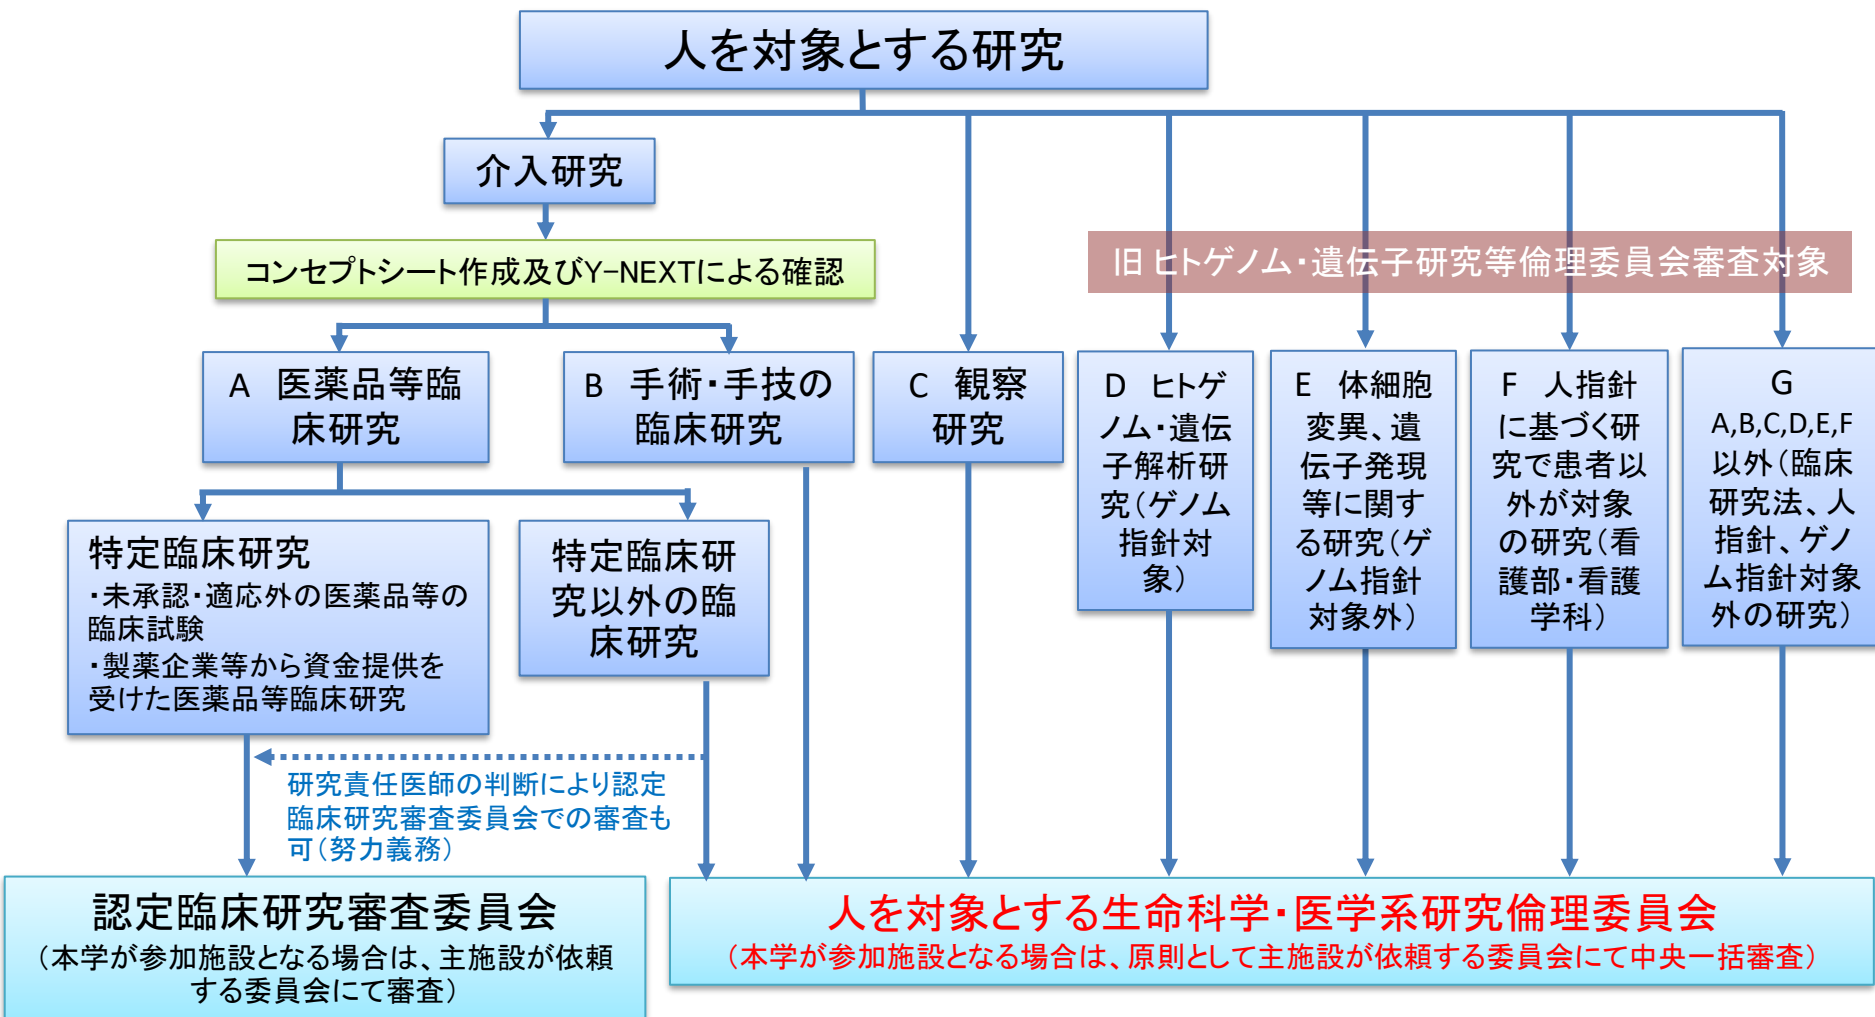 人を対象とする研究
介入研究
コンセプトシート作成及びY-NEXTによる確認
旧 ヒトゲノム・遺伝子研究等倫理委員会審査対象
A　医薬品等臨
床研究
B　手術・手技の
臨床研究
C　観察
研究
D　ヒトゲ
ノム・遺伝
子解析研
究（ゲノム
指針対
象）
E　体細胞
変異、遺
伝子発現
等に関す
る研究（ゲ
ノム指針
対象外）
F　人指針
に基づく研
究で患者以
外が対象
の研究（看
護部・看護
学科）
G
A,B,C,D,E,F
以外（臨床
研究法、人
指針、ゲノ
ム指針対象
外の研究）
特定臨床研究
・未承認・適応外の医薬品等の
臨床試験
・製薬企業等から資金提供を
受けた医薬品等臨床研究
特定臨床研
究以外の臨
床研究
研究責任医師の判断により認定
臨床研究審査委員会での審査も
可（努力義務）
認定臨床研究審査委員会
（本学が参加施設となる場合は、主施設が依頼
する委員会にて審査）
人を対象とする生命科学・医学系研究倫理委員会
（本学が参加施設となる場合は、原則として主施設が依頼する委員会にて中央一括審査）